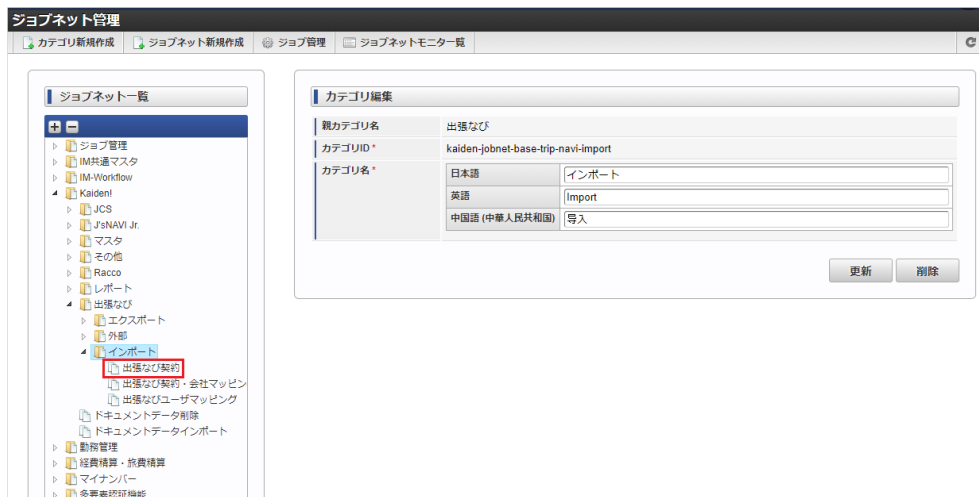 ジョブネット管理
カテゴリ新規作成 ジョブネット新規作成 ジョブ管理 ジョブネットモニタ一覧
ジョブネット一覧
ジョブ管理
IM共通マスタ
IM-Workflow
Kaiden!
JCS
J'sNAVI Jr.
マスタ
その他
Racco
レポート
出張なび
エクスポート
外部
インポート
出張なび契約
出張なび契約・会社マッピン
出張なびユーザマッピング
ドキュメントデータ削除
ドキュメントデータインポート
勤務管理
経費精算・旅費精算
マイナンバー
多要素認証機能
カテゴリ編集
親カテゴリ名 出張なび
カテゴリID* kaiden-jobnet-base-trip-navi-import
カテゴリ名* 日本語 インポート
英語 Import
中国語 (中華人民共和国) 导入
更新 削除